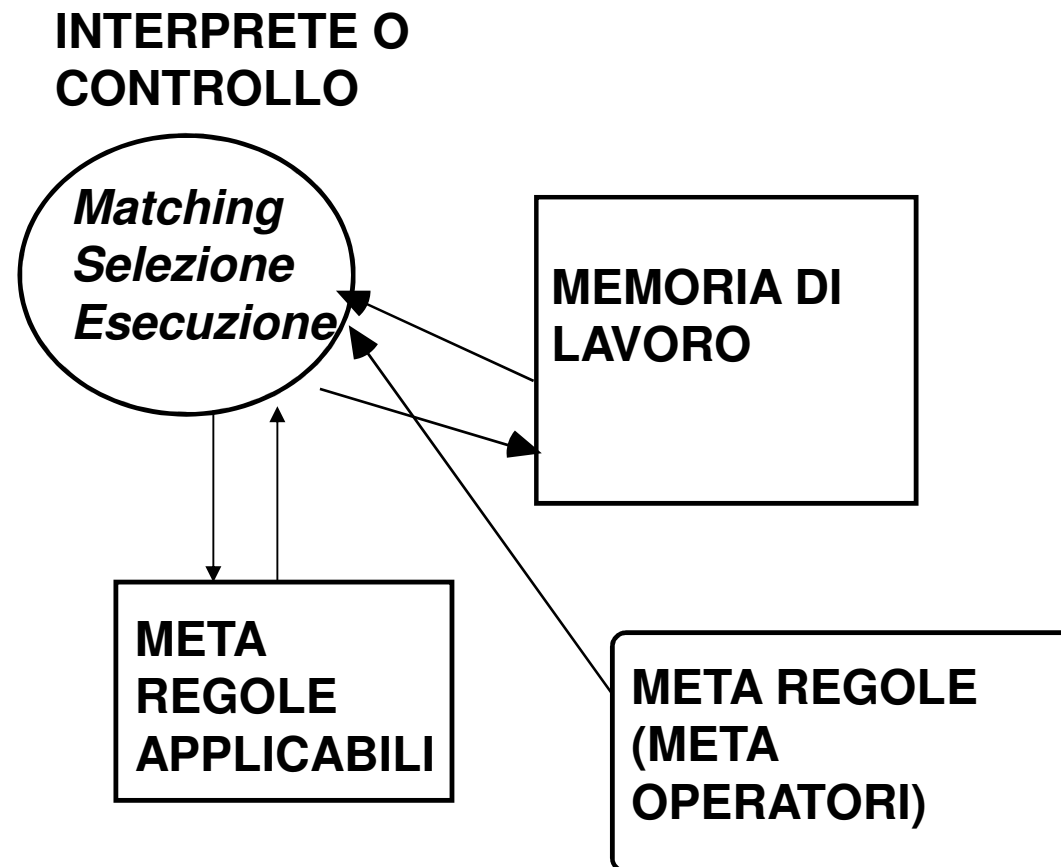 INTERPRETE O
CONTROLLO
Matching
Selezione
Esecuzione
MEMORIA DI
LAVORO
META
REGOLE
APPLICABILI
META REGOLE
(META
OPERATORI)